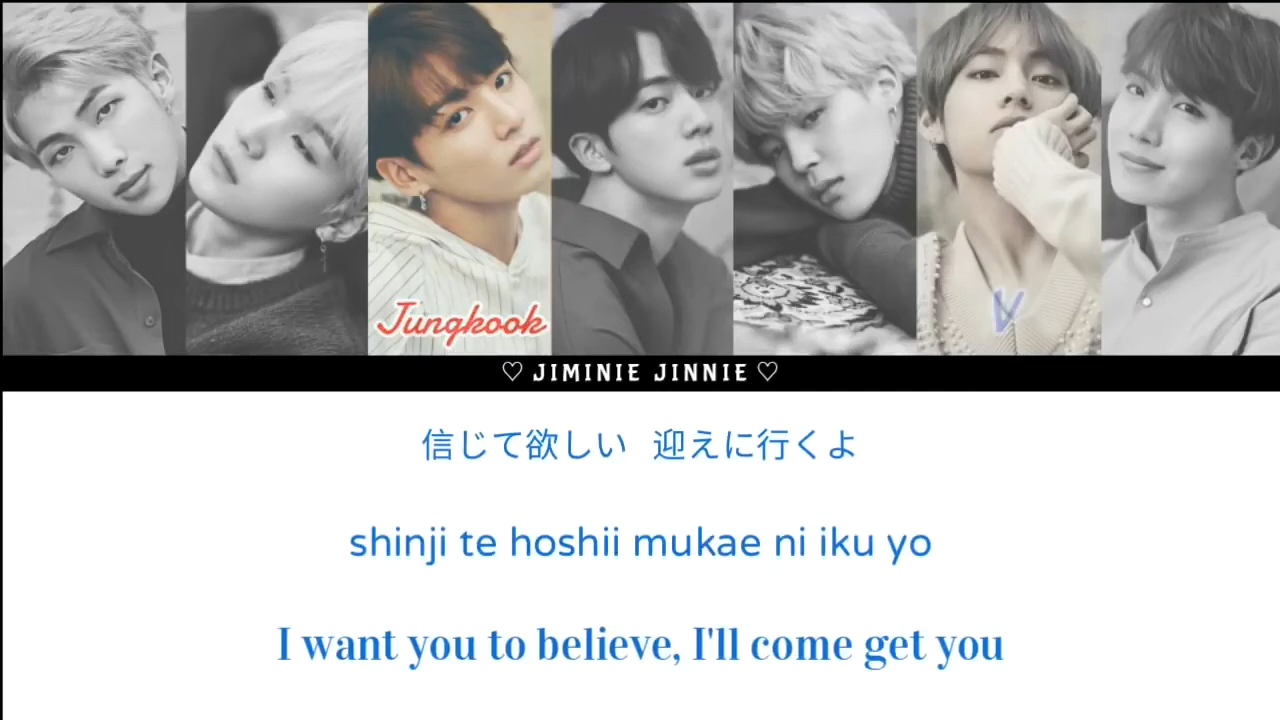 Jungkook
V
♡ JIMINIE JINNIE ♡
信じて欲しい 迎えに行くよ
shinji te hoshii mukae ni iku yo
I want you to believe, I'll come get you